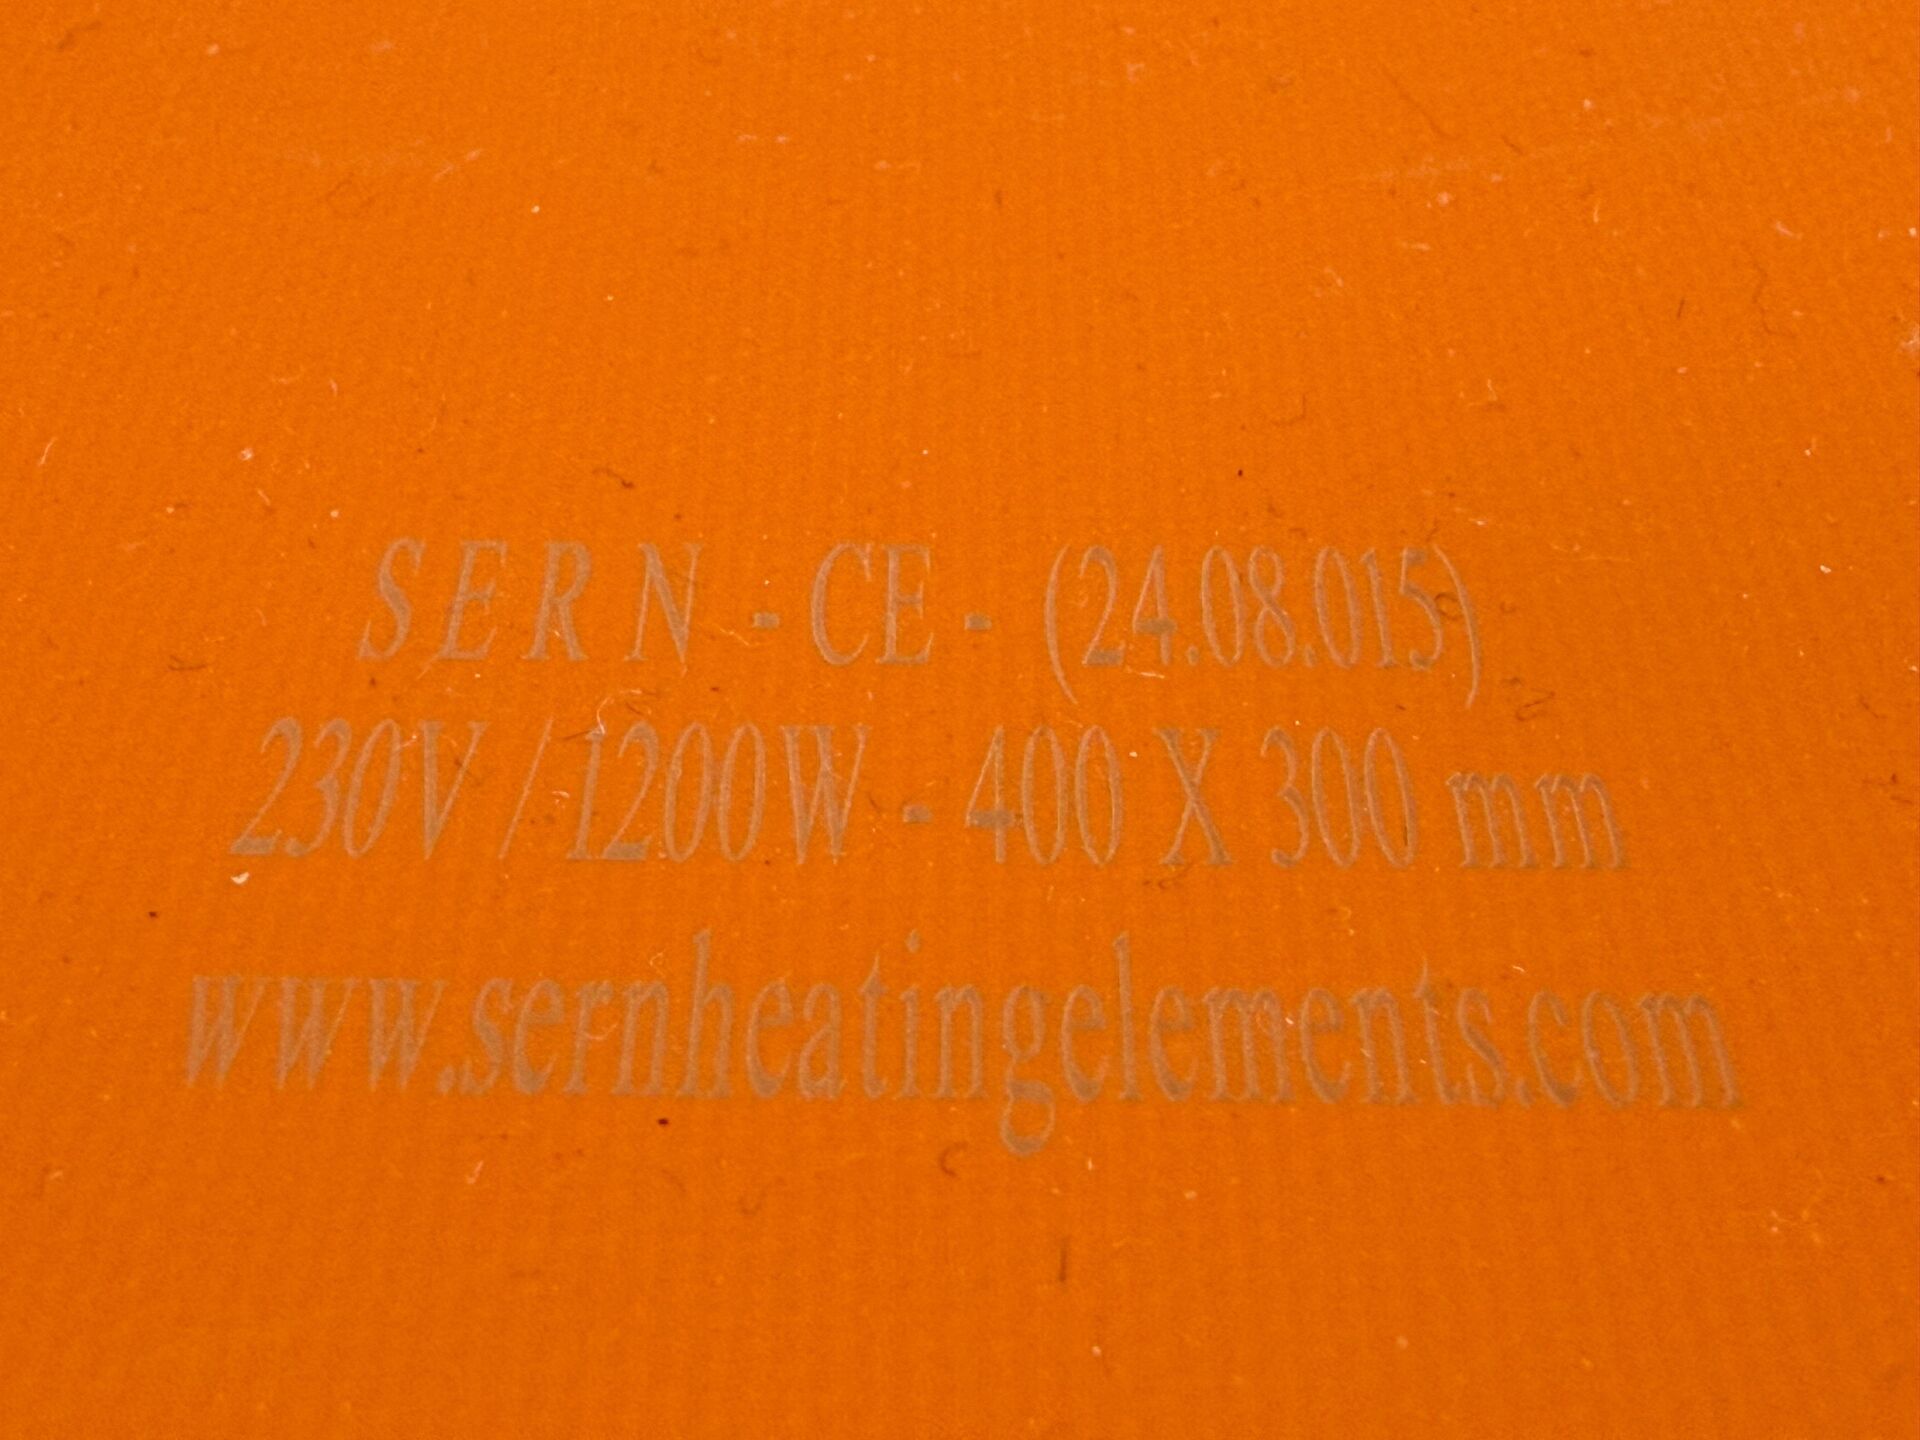 SERN - CE - (24.08.015)
230V / 1200W - 400 X 300 mm
www.sernheatingelements.com